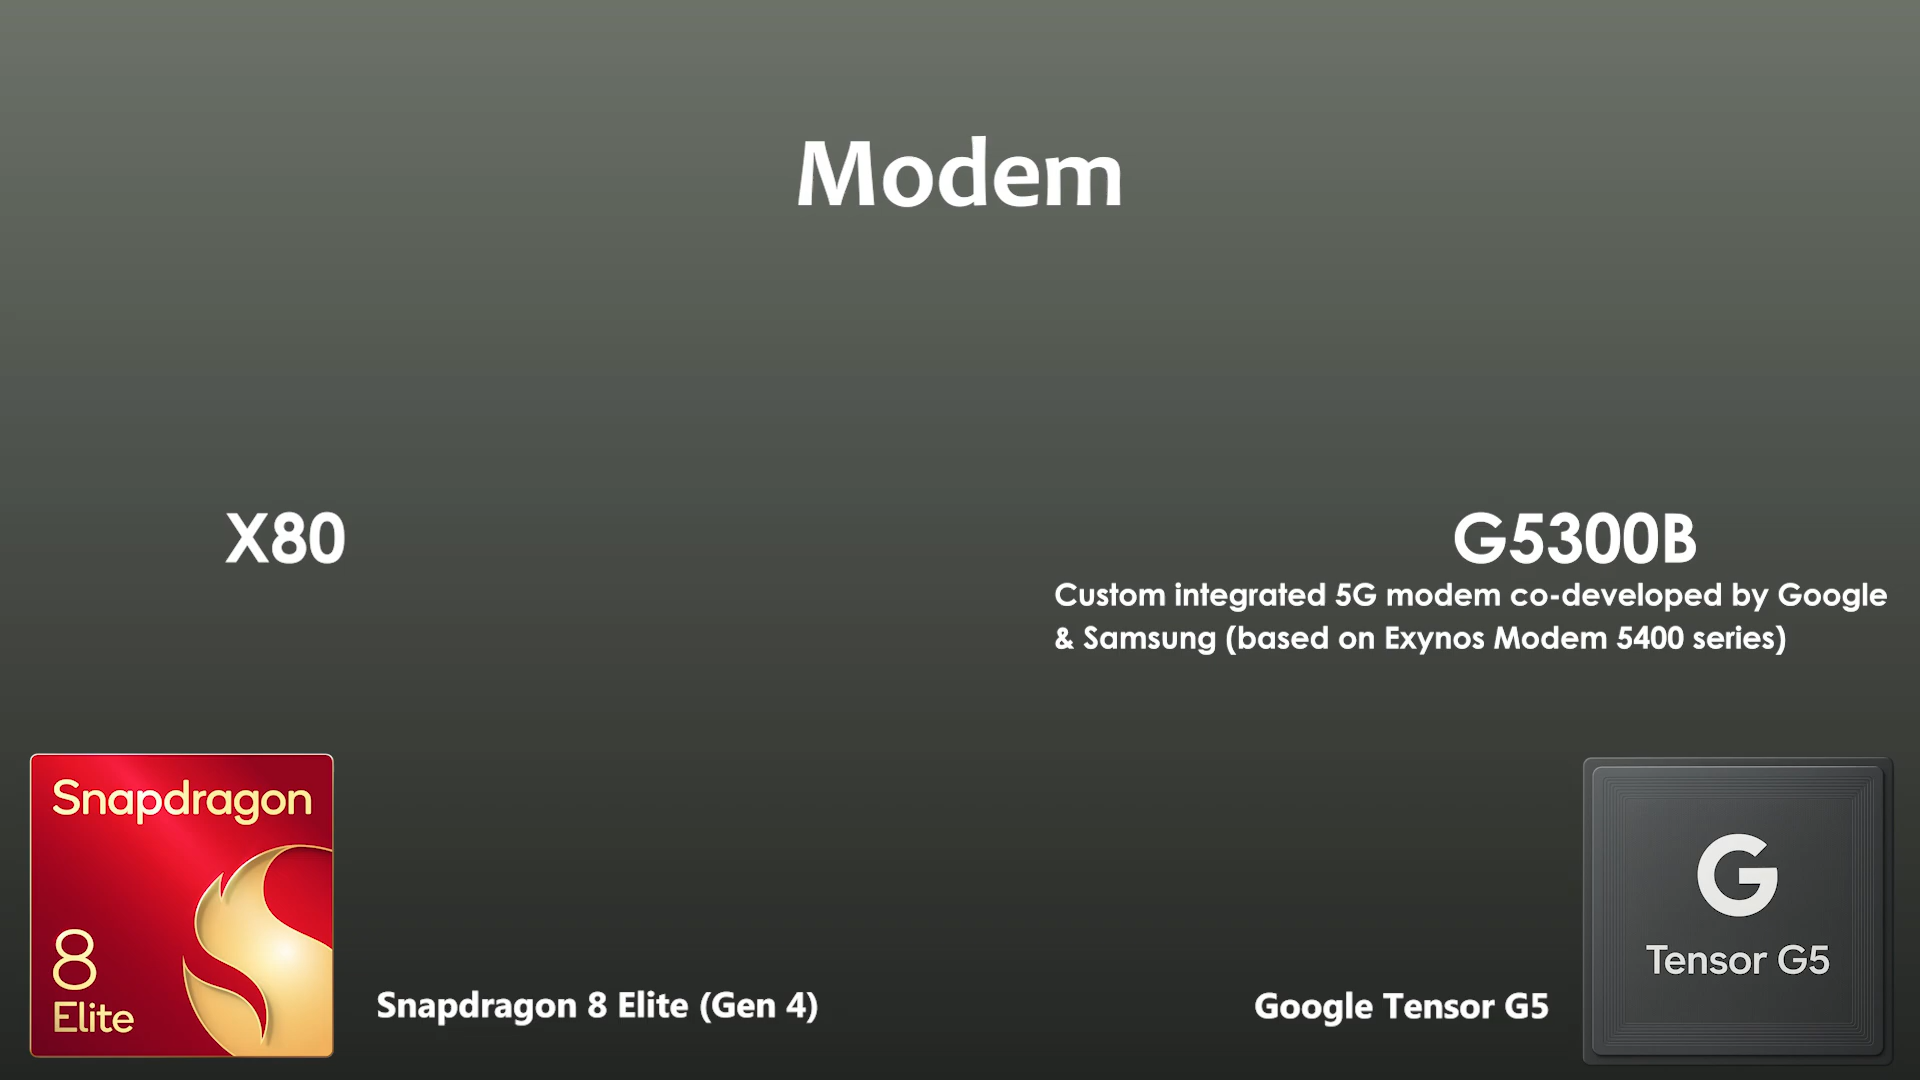 Modem
X80
G5300B
Custom integrated 5G modem co-developed by Google
& Samsung (based on Exynos Modem 5400 series)
Snapdragon
8
Elite
Snapdragon 8 Elite (Gen 4)
Google Tensor G5
G
Tensor G5